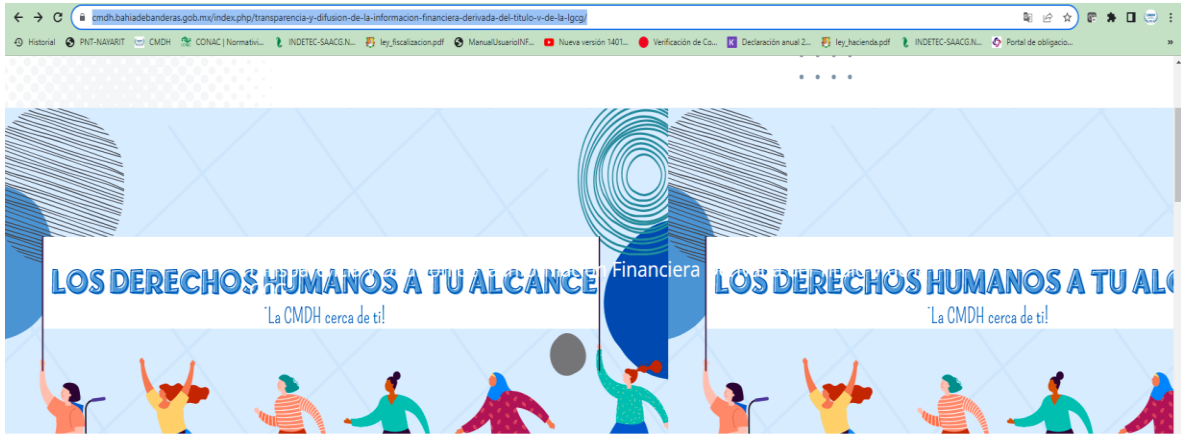 cmdh.bahiadebanderas.gob.mx/index.php/transparencia-y-difusion-de-la-informacion-financiera-derivada-del-titulo-v-de-la-lgcg/
Historial PNT-NAYARIT CMDH CONAC | Normativi... INDETEC-SAACG.N... ley_fiscalizacion.pdf ManualUsuarioINF... Nueva versión 1401... Verificación de Co... Declaración anual 2... ley_hacienda.pdf INDETEC-SAACG.N... Portal de obligacio...
Financiera
LOS DERECHOS HUMANOS A TU ALCANCE
¡La CMDH cerca de ti!
LOS DERECHOS HUMANOS A TU ALC
¡La CMDH cerca de ti!